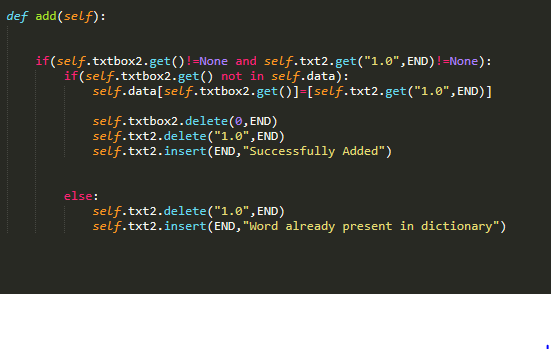 def add(self):
if(self.txtbox2.get()!=None and self.txt2.get("1.0",END)!=None):
if(self.txtbox2.get() not in self.data):
self.data[self.txtbox2.get()]=[self.txt2.get("1.0",END)]
self.txtbox2.delete(0,END)
self.txt2.delete("1.0",END)
self.txt2.insert(END,"Successfully Added")
else:
self.txt2.delete("1.0",END)
self.txt2.insert(END,"Word already present in dictionary")